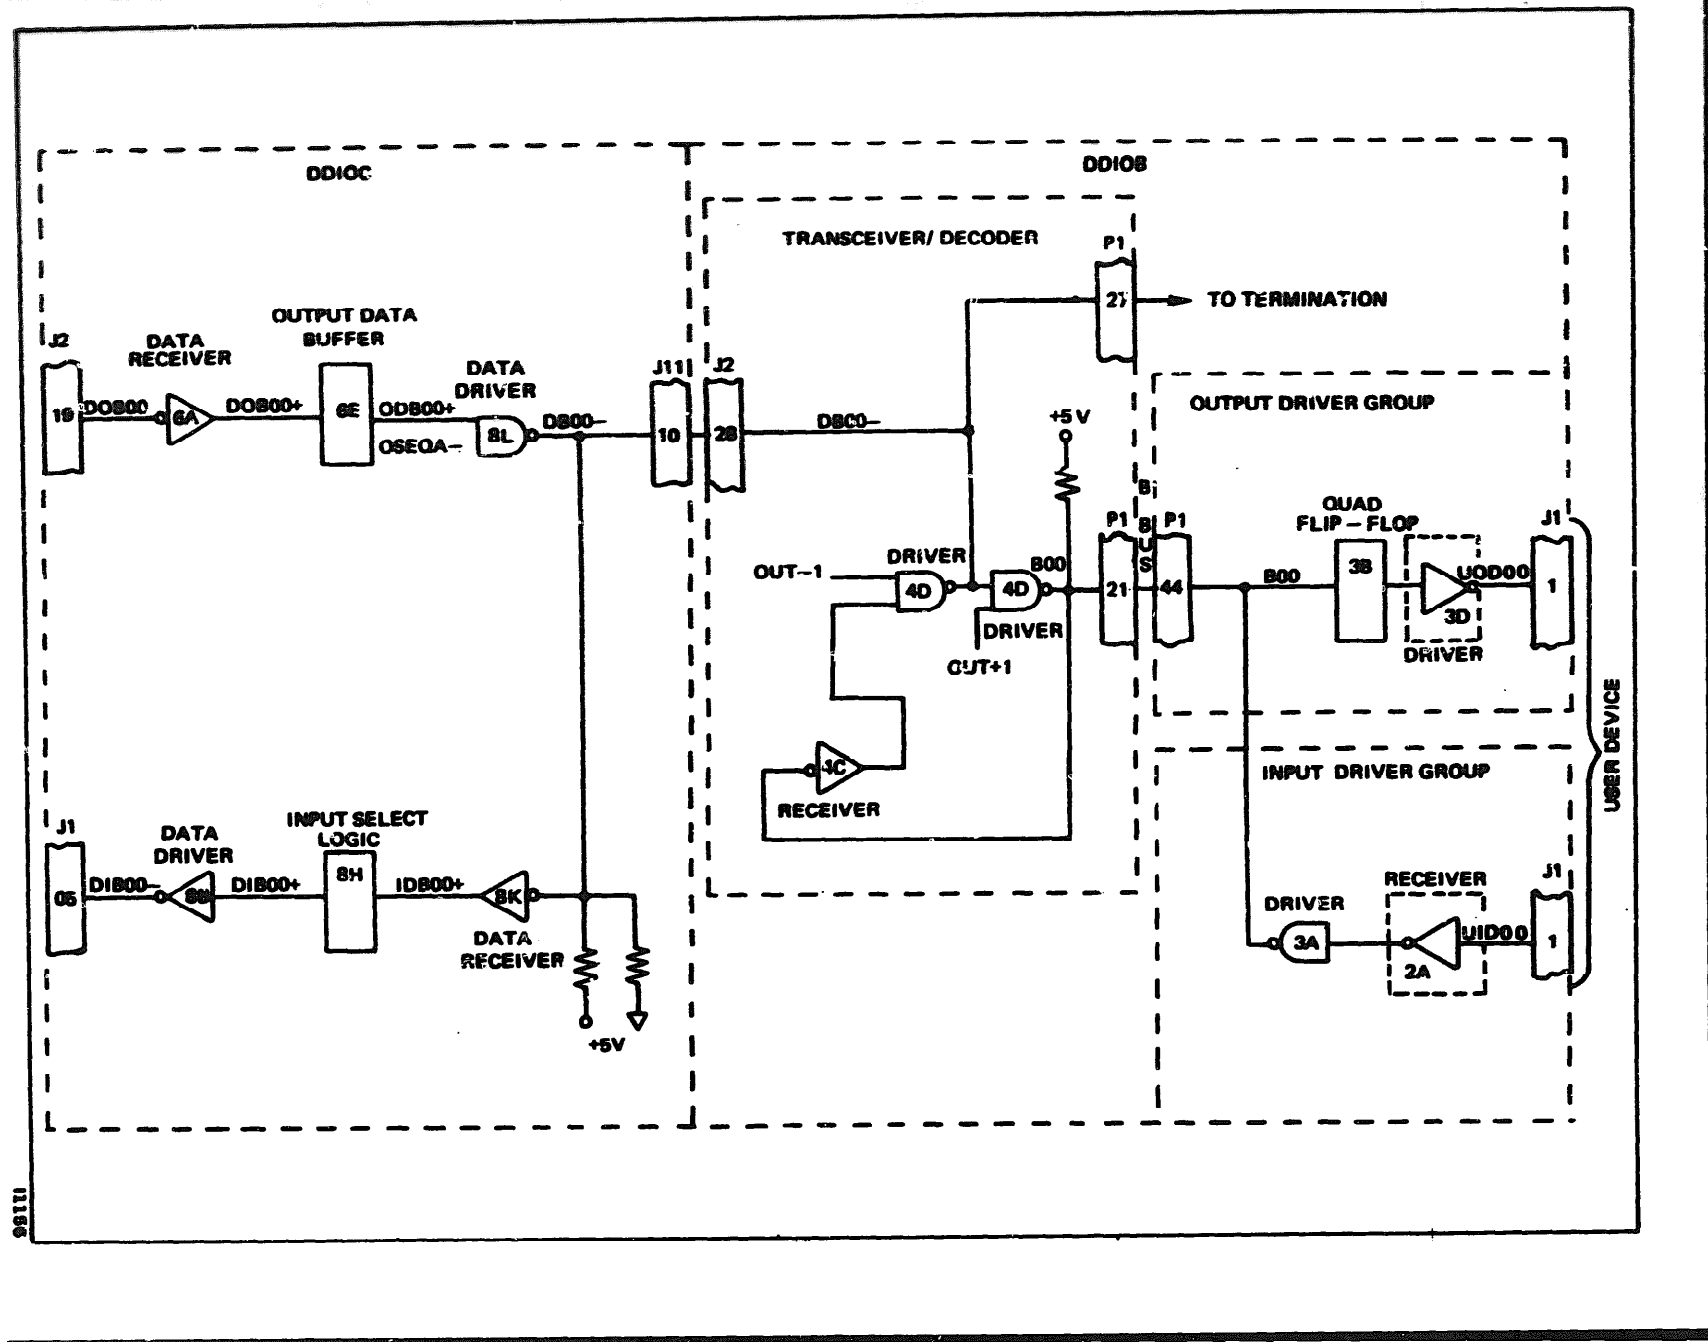 DDIOC
DDIOB
TRANSCEIVER/ DECODER
P1
27
TO TERMINATION
J2
19
DOB00
DATA
RECEIVER
6A
DOB00+
OUTPUT DATA
BUFFER
6E
ODB00+
OSEQA-
DATA
DRIVER
8L
DB00-
J11
10
J2
28
DB00-
+5 V
OUTPUT DRIVER GROUP
B
BUS
OUT-1
DRIVER
4D
4D
B00
DRIVER
OUT+1
P1
21
P1
44
B00
QUAD
FLIP-FLOP
3B
3D
DRIVER
UOD00
J1
1
4C
RECEIVER
USER DEVICE
INPUT DRIVER GROUP
J1
05
DIB00-
DATA
DRIVER
DIB00+
INPUT SELECT
LOGIC
8H
IDB00+
8K
DATA
RECEIVER
+5V
DRIVER
3A
RECEIVER
2A
UID00
J1
1
I1156